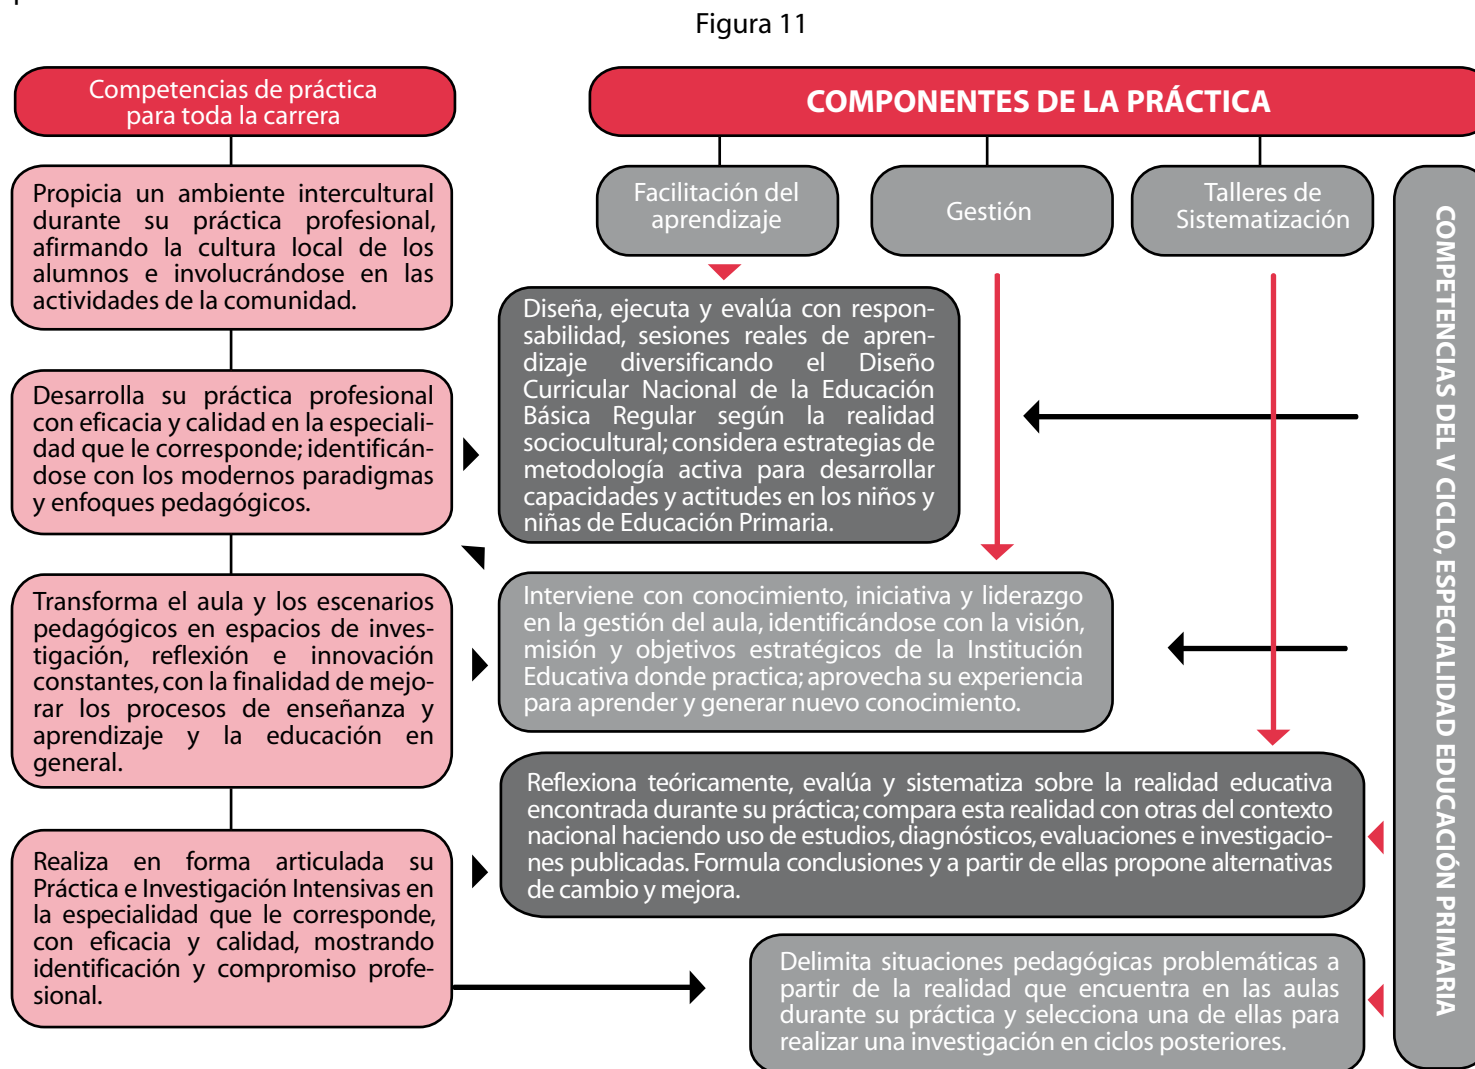 Figura 11
Competencias de práctica
para toda la carrera
COMPONENTES DE LA PRÁCTICA
Propicia un ambiente intercultural
durante su práctica profesional,
afirmando la cultura local de los
alumnos e involucrándose en las
actividades de la comunidad.
Facilitación del
aprendizaje
Gestión
Talleres de
Sistematización
COMPETENCIAS DEL V CICLO, ESPECIALIDAD EDUCACIÓN PRIMARIA
Desarrolla su práctica profesional
con eficacia y calidad en la especiali-
dad que le corresponde; identificán-
dose con los modernos paradigmas
y enfoques pedagógicos.
Diseña, ejecuta y evalúa con respon-
sabilidad, sesiones reales de apren-
dizaje diversificando el Diseño
Curricular Nacional de la Educación
Básica Regular según la realidad
sociocultural; considera estrategias de
metodología activa para desarrollar
capacidades y actitudes en los niños y
niñas de Educación Primaria.
Transforma el aula y los escenarios
pedagógicos en espacios de inves-
tigación, reflexión e innovación
constantes, con la finalidad de mejo-
rar los procesos de enseñanza y
aprendizaje y la educación en
general.
Interviene con conocimiento, iniciativa y liderazgo
en la gestión del aula, identificándose con la visión,
misión y objetivos estratégicos de la Institución
Educativa donde practica; aprovecha su experiencia
para aprender y generar nuevo conocimiento.
Reflexiona teóricamente, evalúa y sistematiza sobre la realidad educativa
encontrada durante su práctica; compara esta realidad con otras del contexto
nacional haciendo uso de estudios, diagnósticos, evaluaciones e investigacio-
nes publicadas. Formula conclusiones y a partir de ellas propone alternativas
de cambio y mejora.
Realiza en forma articulada su
Práctica e Investigación Intensivas en
la especialidad que le corresponde,
con eficacia y calidad, mostrando
identificación y compromiso profe-
sional.
Delimita situaciones pedagógicas problemáticas a
partir de la realidad que encuentra en las aulas
durante su práctica y selecciona una de ellas para
realizar una investigación en ciclos posteriores.